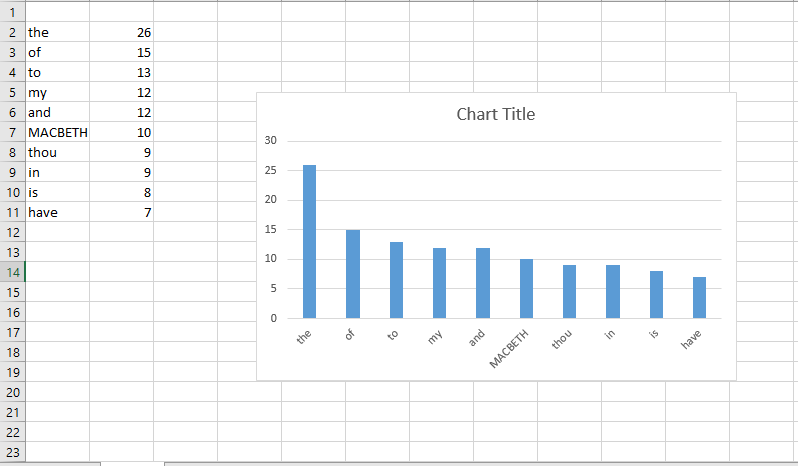 1
2 the 26
3 of 15
4 to 13
5 my 12
6 and 12
7 MACBETH 10
8 thou 9
9 in 9
10 is 8
11 have 7
12
13
14
15
16
17
18
19
20
21
22
23
Chart Title
30
25
20
15
10
5
0
the of to my and MACBETH thou in is have